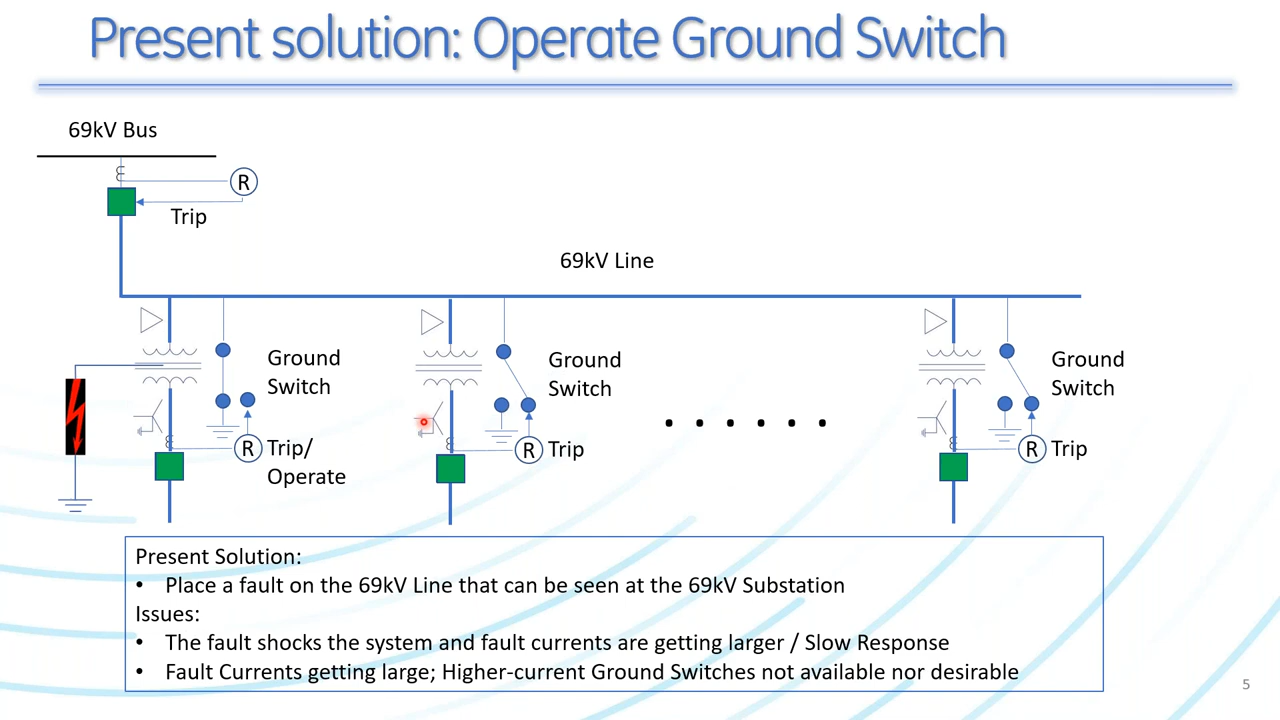 Present solution: Operate Ground Switch
69kV Bus
R
Trip
69kV Line
Ground
Switch
R
Trip/
Operate
Ground
Switch
R
Trip
Ground
Switch
R
Trip
Present Solution:
• Place a fault on the 69kV Line that can be seen at the 69kV Substation
Issues:
• The fault shocks the system and fault currents are getting larger / Slow Response
• Fault Currents getting large; Higher-current Ground Switches not available nor desirable
5